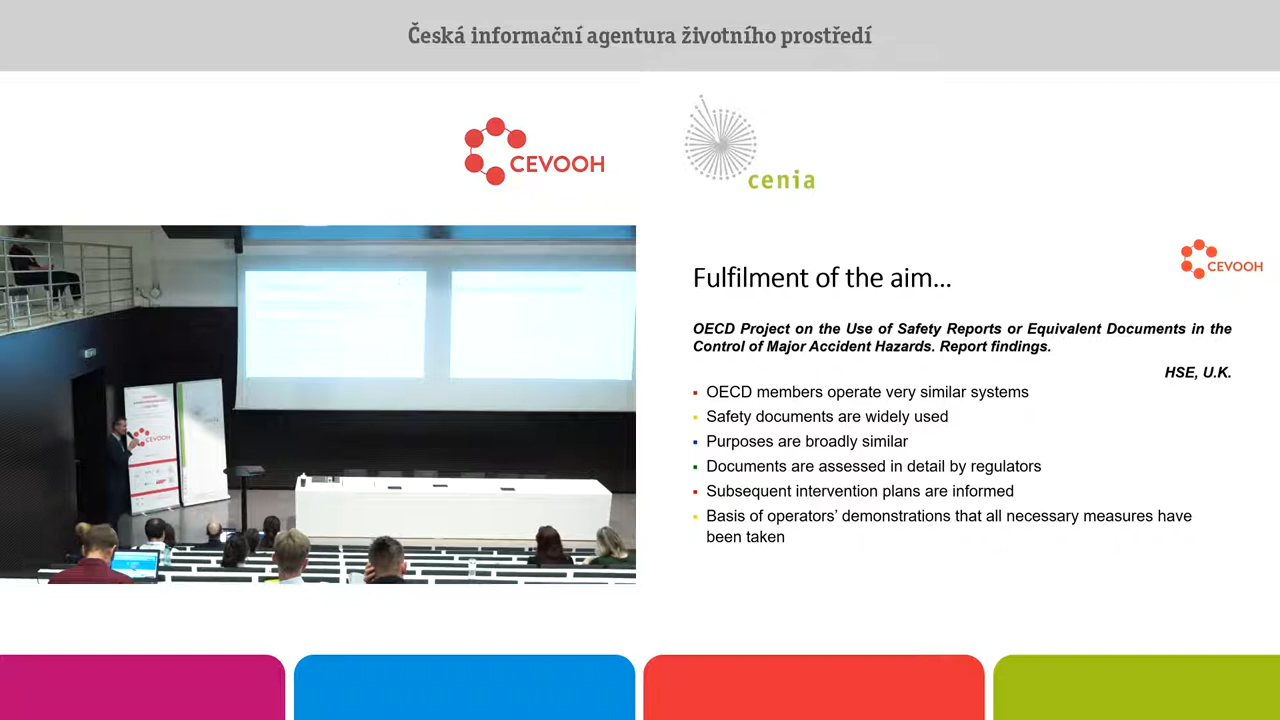 Česká informační agentura životního prostředí
CEVOOH
cenia
CEVOOH
Fulfilment of the aim...
OECD Project on the Use of Safety Reports or Equivalent Documents in the
Control of Major Accident Hazards. Report findings.
HSE, U.K.
OECD members operate very similar systems
Safety documents are widely used
Purposes are broadly similar
Documents are assessed in detail by regulators
Subsequent intervention plans are informed
Basis of operators’ demonstrations that all necessary measures have
been taken
CEVOOH